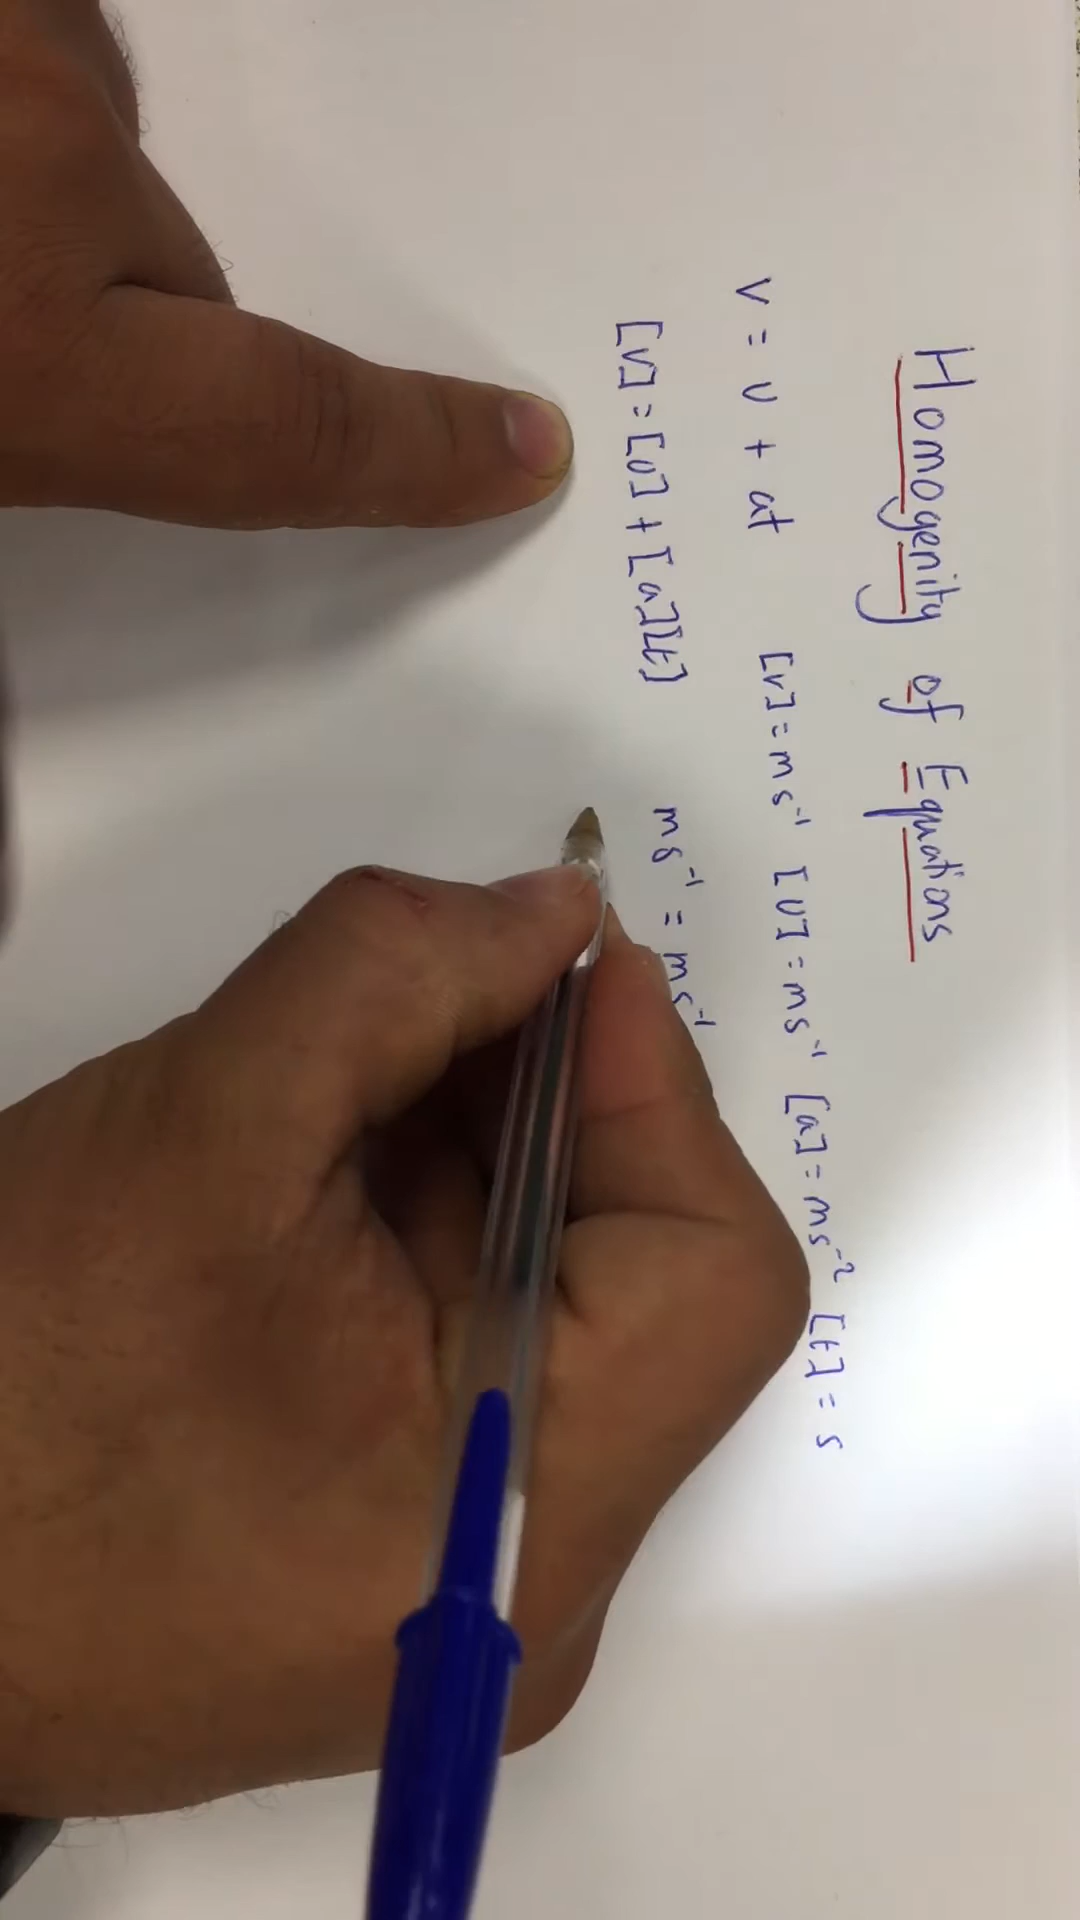 Homogenity of Equations
v = u + at [v] = ms⁻¹ [u] = ms⁻¹ [a] = ms⁻² [t] = s
[v] = [u] + [a][t] ms⁻¹ = ms⁻¹